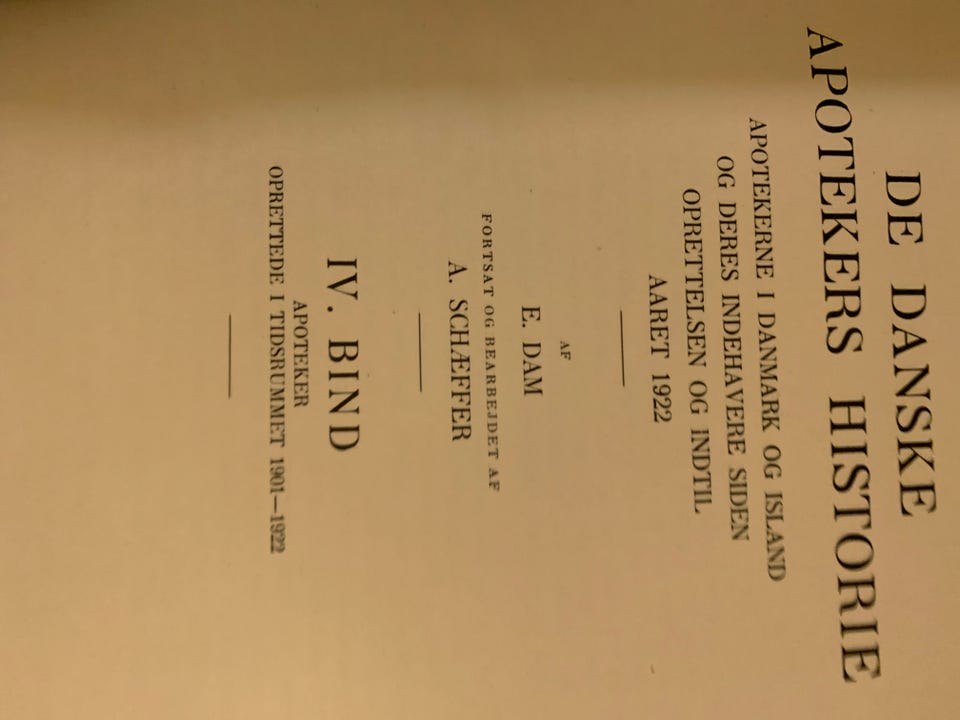 DE DANSKE
APOTEKERS HISTORIE
APOTEKERNE I DANMARK OG ISLAND
OG DERES INDEHAVERE SIDEN
OPRETTELSEN OG INDTIL
AARET 1922
AF
E. DAM
FORTSAT OG BEARBEJDET AF
A. SCHÆFFER
IV. BIND
APOTEKER
OPRETTEDE I TIDSRUMMET 1901—1922